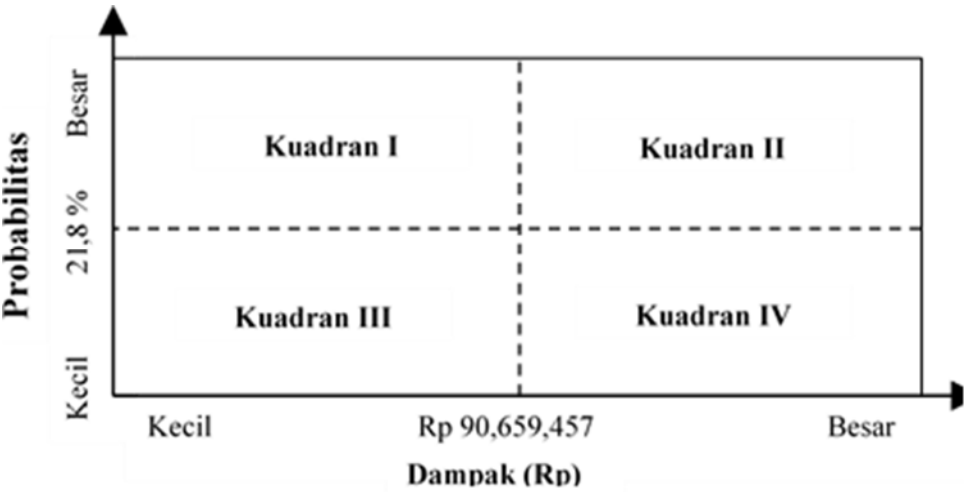 Probabilitas
Besar
21,8 %
Kecil
Kuadran I
Kuadran II
Kuadran III
Kuadran IV
Kecil
Rp 90,659,457
Besar
Dampak (Rp)